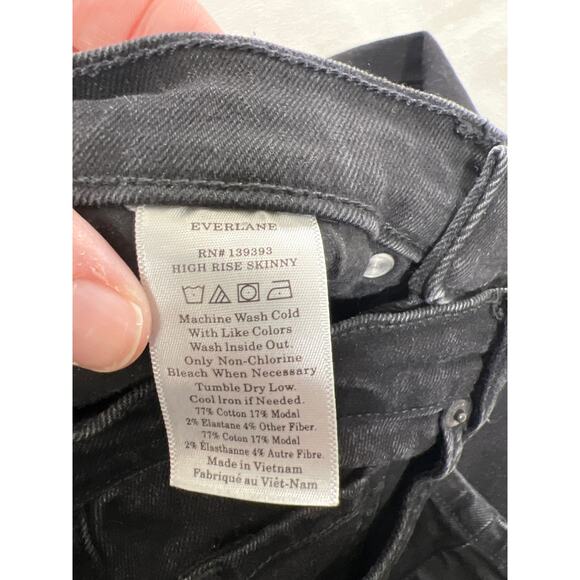 EVERLANE
RN# 139393
HIGH RISE SKINNY
Machine Wash Cold
With Like Colors
Wash Inside Out.
Only Non-Chlorine
Bleach When Necessary
Tumble Dry Low.
Cool Iron if Needed.
77% Cotton 17% Modal
2% Elastane 4% Other Fiber.
77% Coton 17% Modal
2% Élasthanne 4% Autre Fibre.
Made in Vietnam
Fabriqué au Viêt-Nam